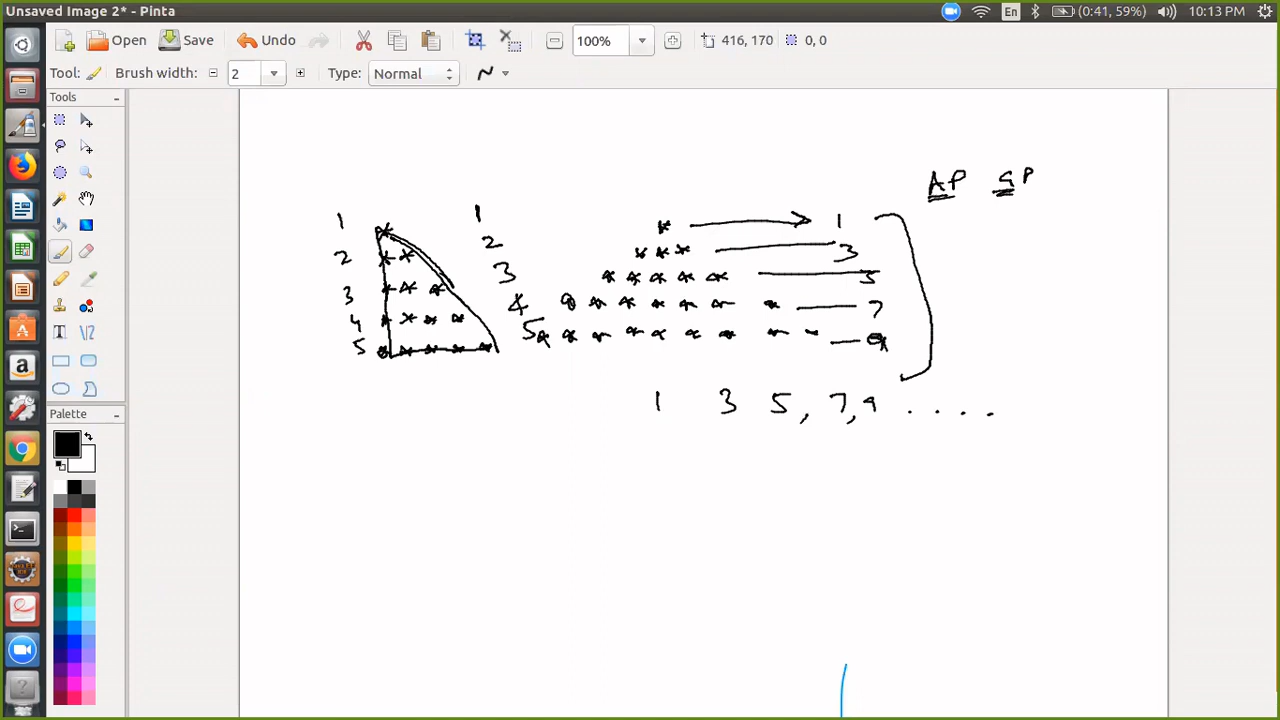 Unsaved Image 2* - Pinta
En (0:41, 59%) 10:13 PM
Open Save Undo 100% 416, 170 0, 0
Tool: Brush width: 2 Type: Normal
Tools
Palette
AP GP
1 1 * 1
2 ** 2 *** 3
3 *** 3 ***** 5
4 **** 4 ******* 7
5 ***** 5 ********* 9
1 3 5, 7, 9 ....